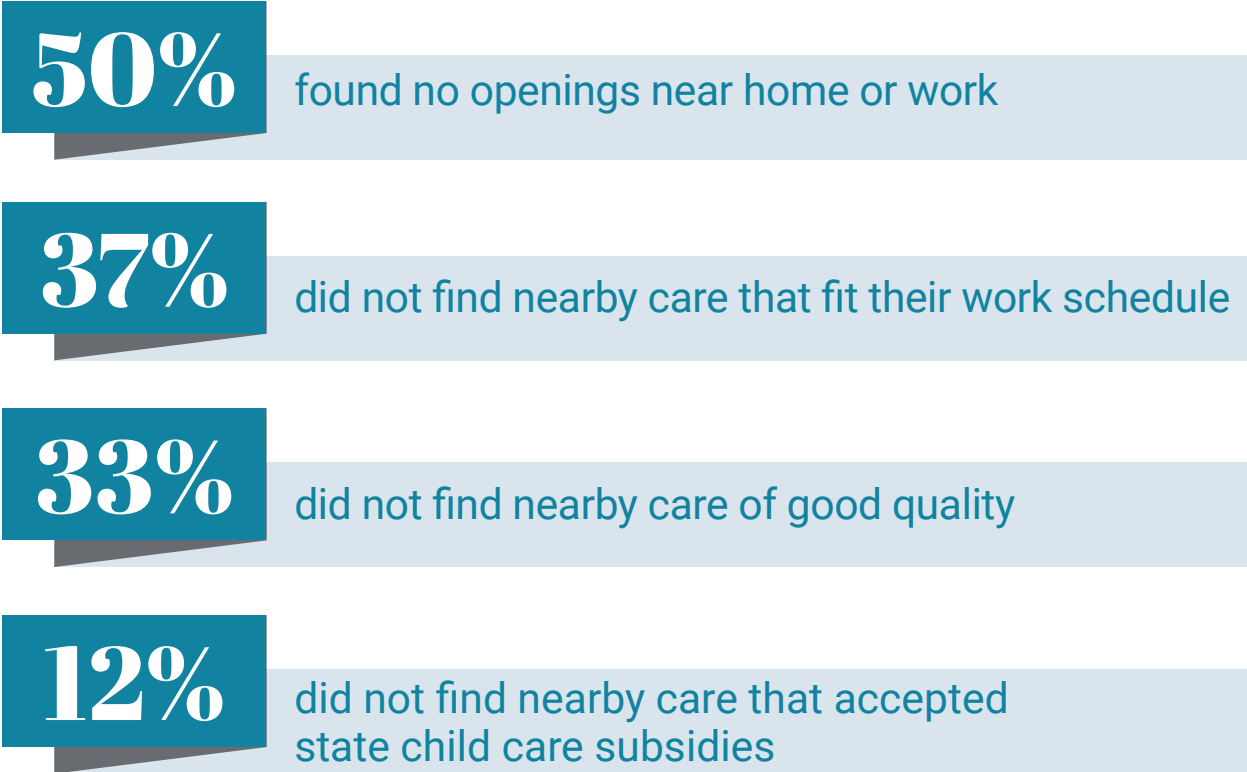 50%
found no openings near home or work
37%
did not find nearby care that fit their work schedule
33%
did not find nearby care of good quality
12%
did not find nearby care that accepted
state child care subsidies